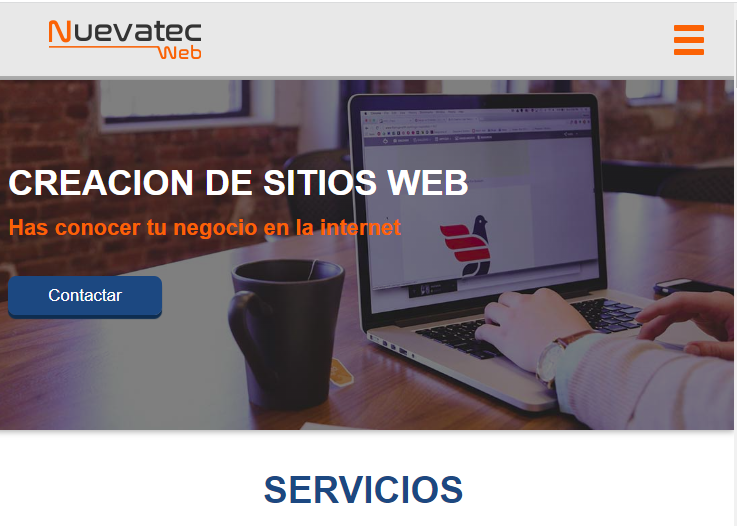 Nuevatec
Web
CREACION DE SITIOS WEB
Has conocer tu negocio en la internet
Contactar
SERVICIOS